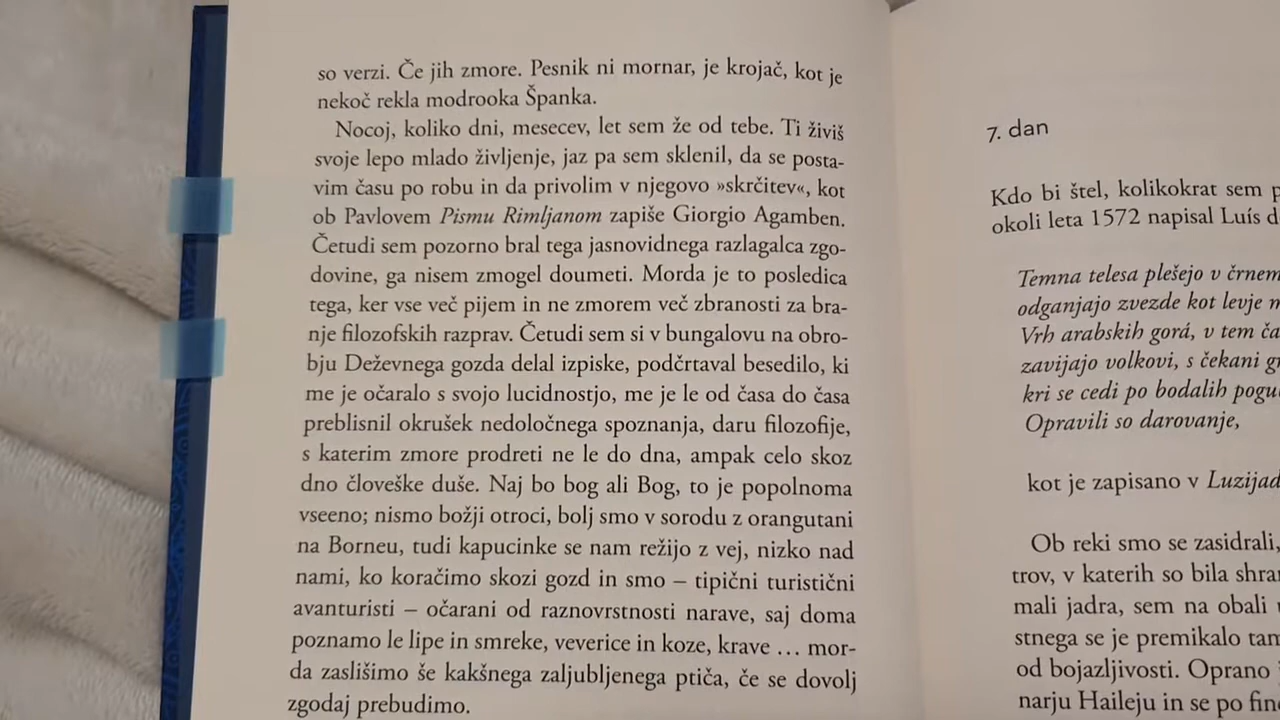 so verzi. Če jih zmore. Pesnik ni mornar, je krojač, kot je
nekoč rekla modrooka Španka.
Nocoj, koliko dni, mesecev, let sem že od tebe. Ti živiš
svoje lepo mlado življenje, jaz pa sem sklenil, da se posta-
vim času po robu in da privolim v njegovo »skrčitev«, kot
ob Pavlovem Pismu Rimljanom zapiše Giorgio Agamben.
Četudi sem pozorno bral tega jasnovidnega razlagalca zgo-
dovine, ga nisem zmogel doumeti. Morda je to posledica
tega, ker vse več pijem in ne zmorem več zbranosti za bra-
nje filozofskih razprav. Četudi sem si v bungalovu na obro-
bju Deževnega gozda delal izpiske, podčrtaval besedilo, ki
me je očaralo s svojo lucidnostjo, me je le od časa do časa
preblisnil okrušek nedoločnega spoznanja, daru filozofije,
s katerim zmore prodreti ne le do dna, ampak celo skoz
dno človeške duše. Naj bo bog ali Bog, to je popolnoma
vseeno; nismo božji otroci, bolj smo v sorodu z orangutani
na Borneu, tudi kapucinke se nam režijo z vej, nizko nad
nami, ko koračimo skozi gozd in smo – tipični turistični
avanturisti – očarani od raznovrstnosti narave, saj doma
poznamo le lipe in smreke, veverice in koze, krave … mor-
da zaslišimo še kakšnega zaljubljenega ptiča, če se dovolj
zgodaj prebudimo.
7. dan
Kdo bi štel, kolikokrat sem
okoli leta 1572 napisal Luís
Temna telesa plešejo v črnem
odganjajo zvezde kot levje
Vrh arabskih gorá, v tem
zavijajo volkovi, s čekani
kri se cedi po bodalih
Opravili so darovanje,
kot je zapisano v
Ob reki smo se zasidrali,
trov, v katerih so bila
mali jadra, sem na obali
stnega se je premikalo
od bojazljivosti. Oprano
narju Haileju in se po